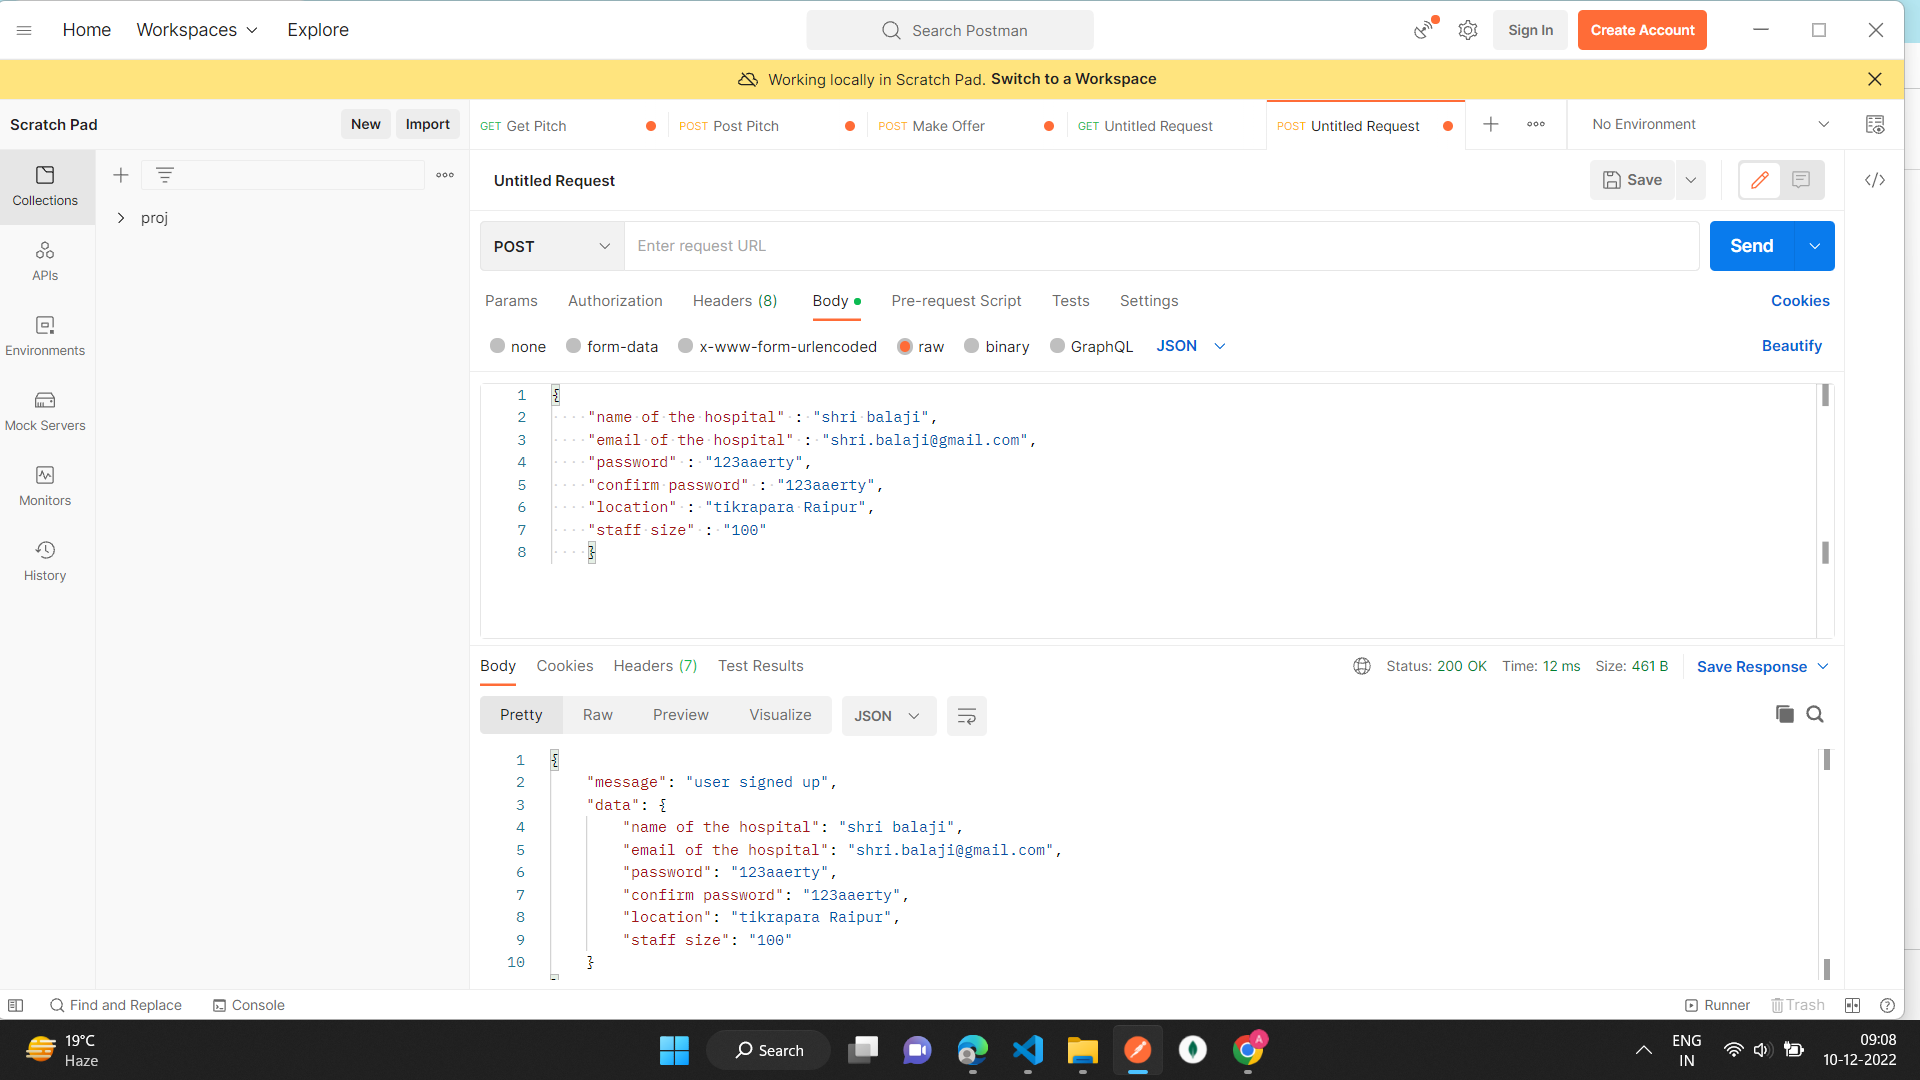 Home Workspaces Explore Search Postman Sign In Create Account
Working locally in Scratch Pad. Switch to a Workspace
Scratch Pad New Import GET Get Pitch POST Post Pitch POST Make Offer GET Untitled Request POST Untitled Request No Environment
Collections
proj
APIs
Environments
Mock Servers
Monitors
History
Untitled Request Save
POST Enter request URL Send
Params Authorization Headers (8) Body Pre-request Script Tests Settings Cookies
none form-data x-www-form-urlencoded raw binary GraphQL JSON Beautify
1 {
2 "name of the hospital" : "shri balaji",
3 "email of the hospital" : "shri.balaji@gmail.com",
4 "password" : "123aaerty",
5 "confirm password" : "123aaerty",
6 "location" : "tikrapara Raipur",
7 "staff size" : "100"
8 }
Body Cookies Headers (7) Test Results Status: 200 OK Time: 12 ms Size: 461 B Save Response
Pretty Raw Preview Visualize JSON
1 {
2 "message": "user signed up",
3 "data": {
4 "name of the hospital": "shri balaji",
5 "email of the hospital": "shri.balaji@gmail.com",
6 "password": "123aaerty",
7 "confirm password": "123aaerty",
8 "location": "tikrapara Raipur",
9 "staff size": "100"
10 }
Find and Replace Console Runner Trash
19°C
Haze
Search
A
ENG
IN
09:08
10-12-2022